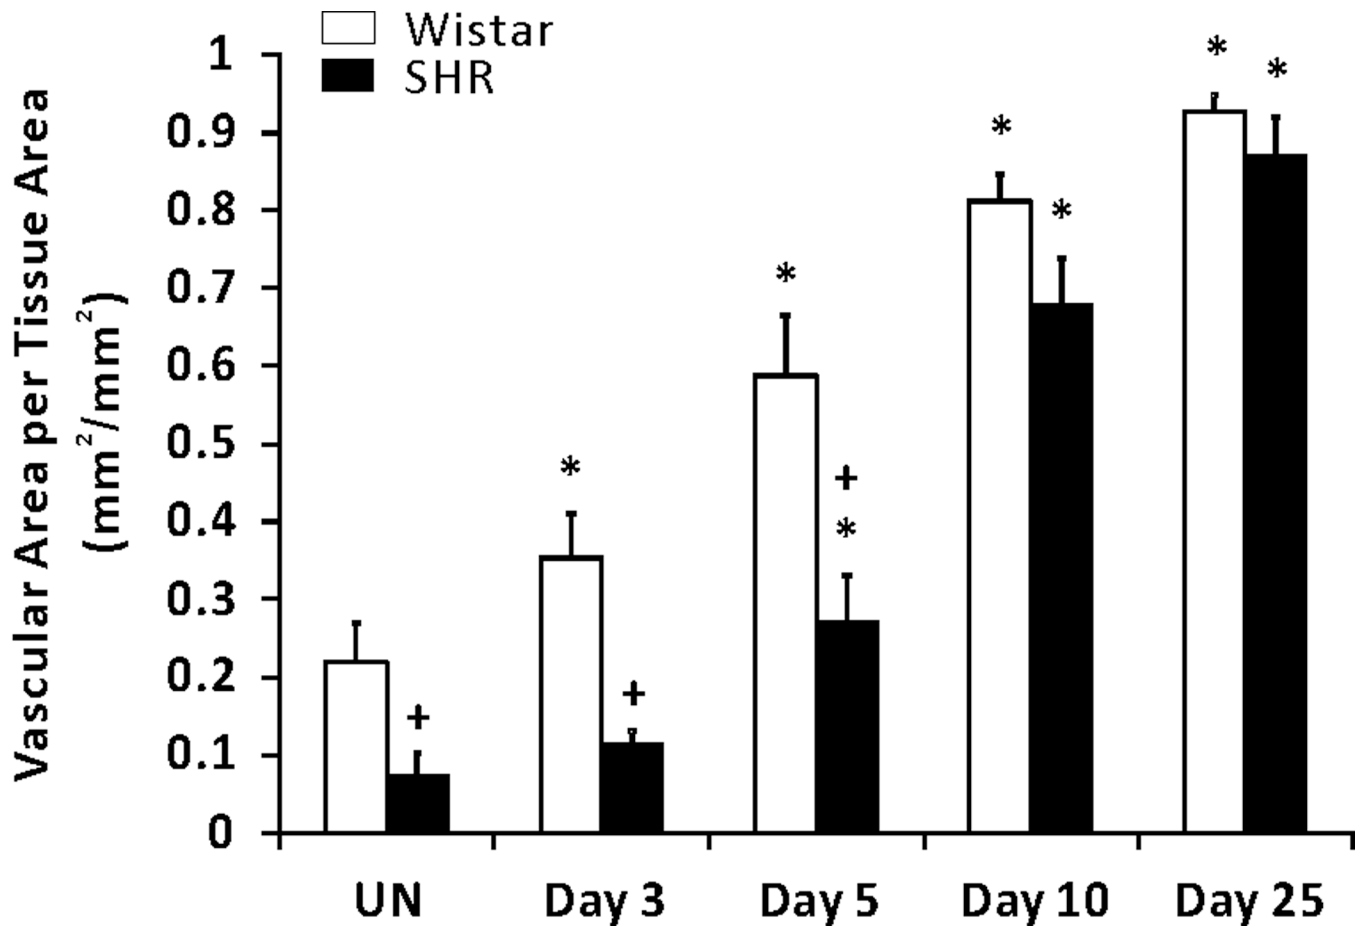 Wistar
SHR
Vascular Area per Tissue Area
(mm²/mm²)
1
0.9
0.8
0.7
0.6
0.5
0.4
0.3
0.2
0.1
0
*
*
*
*
*
*
+
*
*
+
+
UN
Day 3
Day 5
Day 10
Day 25